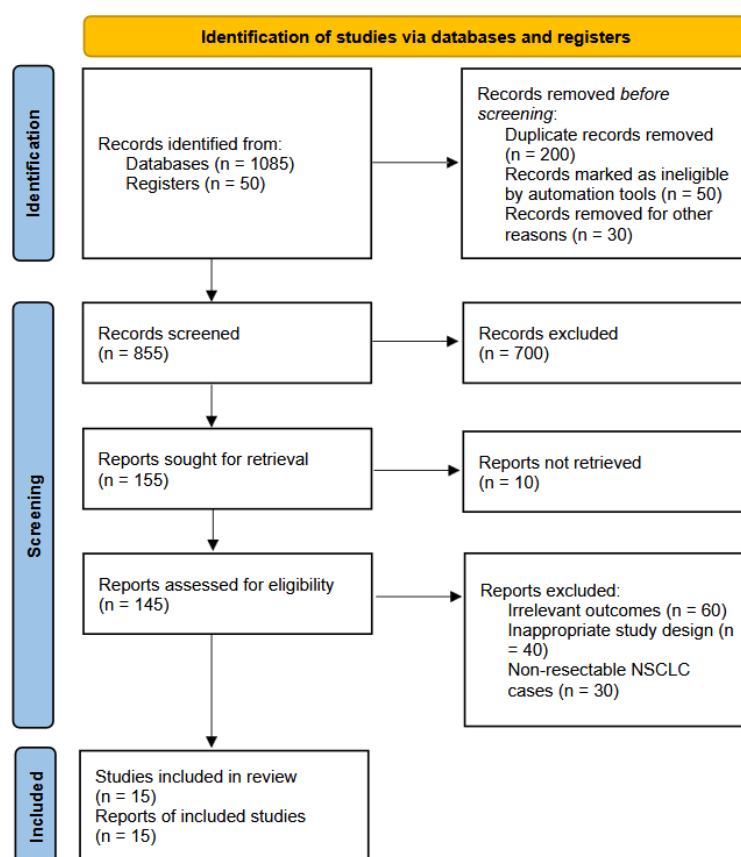 Identification of studies via databases and registers
Identification
Records identified from:
Databases (n = 1085)
Registers (n = 50)
Records removed before
screening:
Duplicate records removed
(n = 200)
Records marked as ineligible
by automation tools (n = 50)
Records removed for other
reasons (n = 30)
Screening
Records screened
(n = 855)
Records excluded
(n = 700)
Reports sought for retrieval
(n = 155)
Reports not retrieved
(n = 10)
Reports assessed for eligibility
(n = 145)
Reports excluded:
Irrelevant outcomes (n = 60)
Inappropriate study design (n
= 40)
Non-resectable NSCLC
cases (n = 30)
Included
Studies included in review
(n = 15)
Reports of included studies
(n = 15)